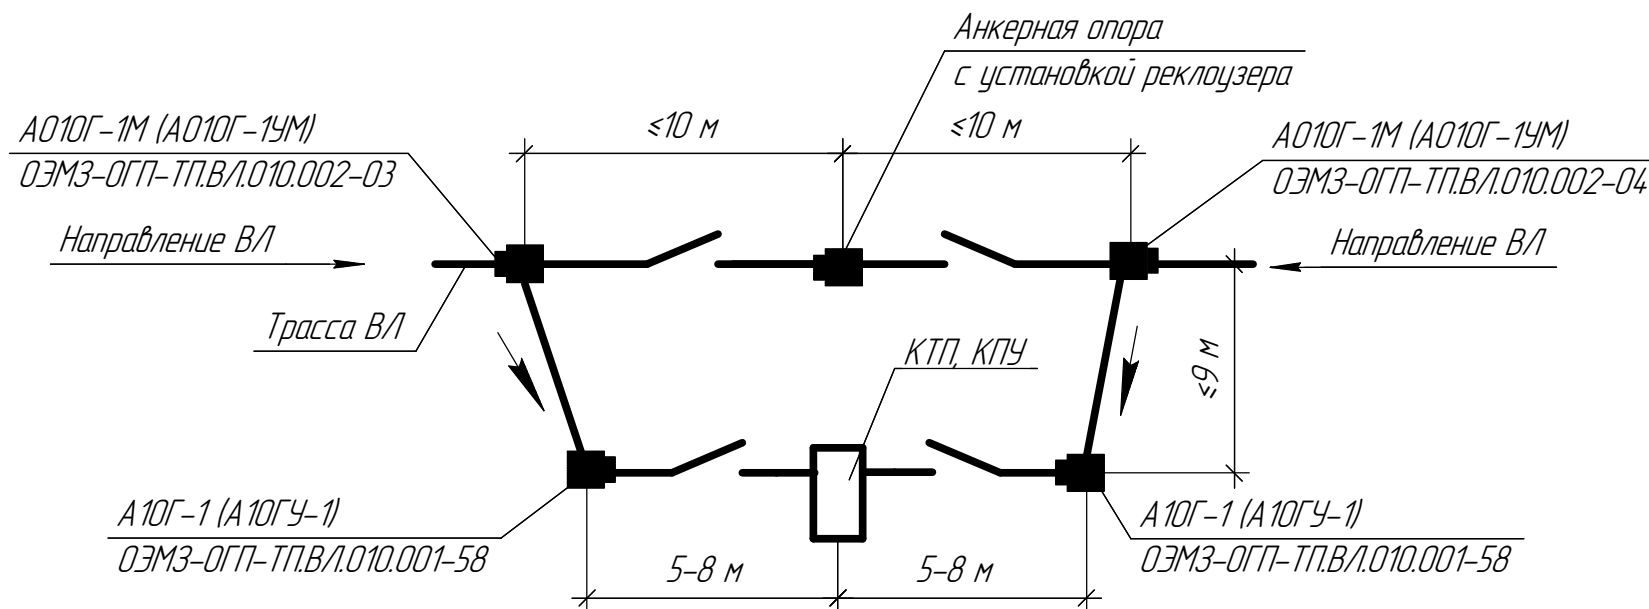 Анкерная опора
с установкой реклоузера
≤10 м
≤10 м
А010Г-1М (А010Г-1УМ)
ОЭМЗ-ОГП-ТП.ВЛ.010.002-03
А010Г-1М (А010Г-1УМ)
ОЭМЗ-ОГП-ТП.ВЛ.010.002-04
Направление ВЛ
Направление ВЛ
Трасса ВЛ
КТП, КПУ
≤9 м
А10Г-1 (А10ГУ-1)
ОЭМЗ-ОГП-ТП.ВЛ.010.001-58
А10Г-1 (А10ГУ-1)
ОЭМЗ-ОГП-ТП.ВЛ.010.001-58
5-8 м
5-8 м